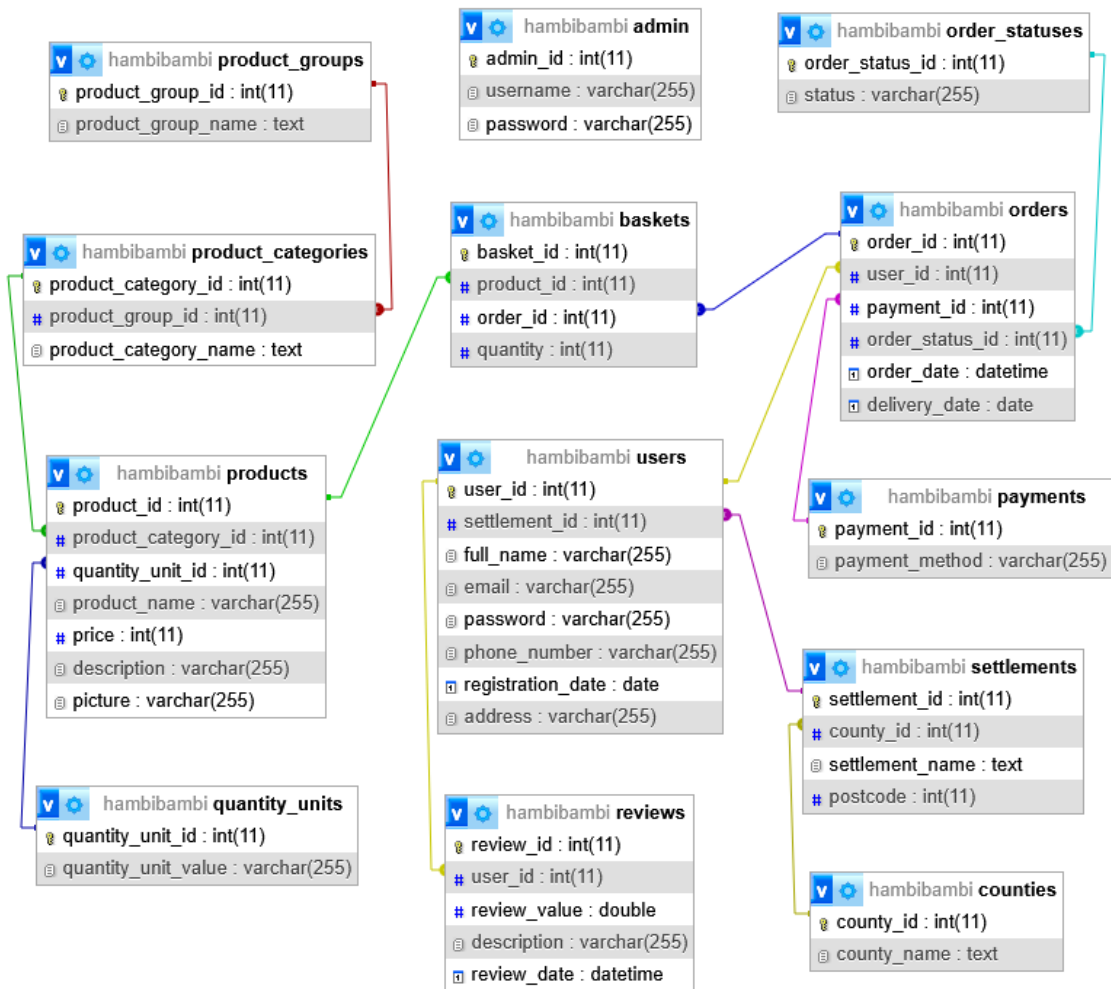 hambibambi product_groups
product_group_id : int(11)
product_group_name : text
hambibambi admin
admin_id : int(11)
username : varchar(255)
password : varchar(255)
hambibambi order_statuses
order_status_id : int(11)
status : varchar(255)
hambibambi product_categories
product_category_id : int(11)
product_group_id : int(11)
product_category_name : text
hambibambi baskets
basket_id : int(11)
product_id : int(11)
order_id : int(11)
quantity : int(11)
hambibambi orders
order_id : int(11)
user_id : int(11)
payment_id : int(11)
order_status_id : int(11)
order_date : datetime
delivery_date : date
hambibambi products
product_id : int(11)
product_category_id : int(11)
quantity_unit_id : int(11)
product_name : varchar(255)
price : int(11)
description : varchar(255)
picture : varchar(255)
hambibambi users
user_id : int(11)
settlement_id : int(11)
full_name : varchar(255)
email : varchar(255)
password : varchar(255)
phone_number : varchar(255)
registration_date : date
address : varchar(255)
hambibambi payments
payment_id : int(11)
payment_method : varchar(255)
hambibambi settlements
settlement_id : int(11)
county_id : int(11)
settlement_name : text
postcode : int(11)
hambibambi quantity_units
quantity_unit_id : int(11)
quantity_unit_value : varchar(255)
hambibambi reviews
review_id : int(11)
user_id : int(11)
review_value : double
description : varchar(255)
review_date : datetime
hambibambi counties
county_id : int(11)
county_name : text